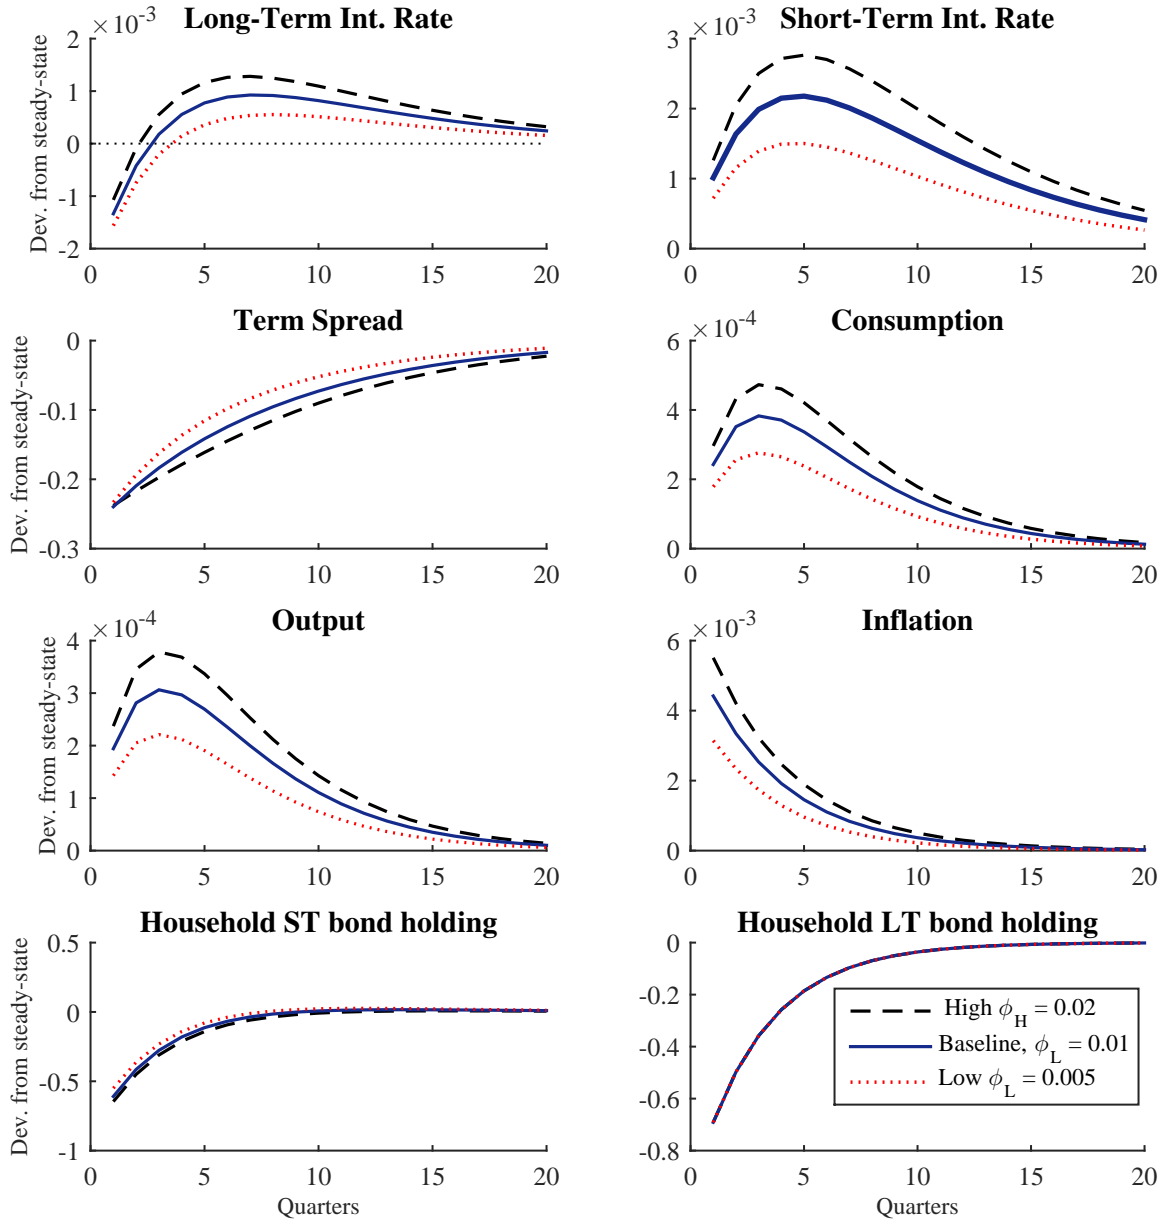 ×10⁻³ Long-Term Int. Rate
Dev. from steady-state
2
1
0
-1
-2
0 5 10 15 20
×10⁻³ Short-Term Int. Rate
3
2
1
0
0 5 10 15 20
Term Spread
Dev. from steady-state
0
-0.1
-0.2
-0.3
0 5 10 15 20
×10⁻⁴ Consumption
6
4
2
0
0 5 10 15 20
×10⁻⁴ Output
Dev. from steady-state
4
3
2
1
0
0 5 10 15 20
×10⁻³ Inflation
6
4
2
0
0 5 10 15 20
Household ST bond holding
Dev. from steady-state
0.5
0
-0.5
-1
0 5 10 15 20
Quarters
Household LT bond holding
0
-0.2
-0.4
-0.6
-0.8
High ϕ_H = 0.02
Baseline, ϕ_L = 0.01
Low ϕ_L = 0.005
0 5 10 15 20
Quarters